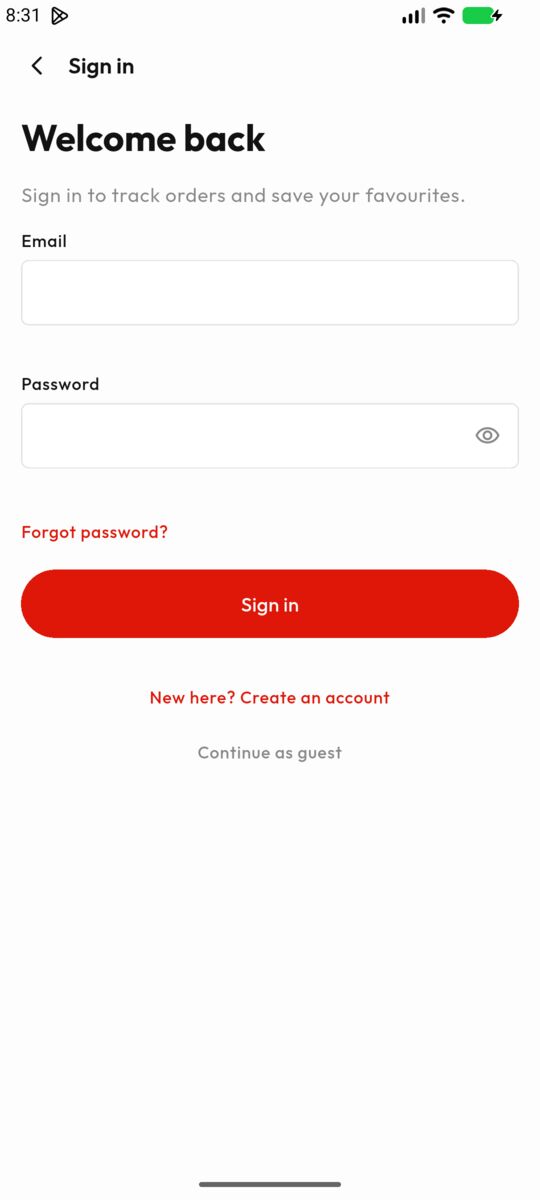 8:31
Sign in
Welcome back
Sign in to track orders and save your favourites.
Email
Password
Forgot password?
Sign in
New here? Create an account
Continue as guest